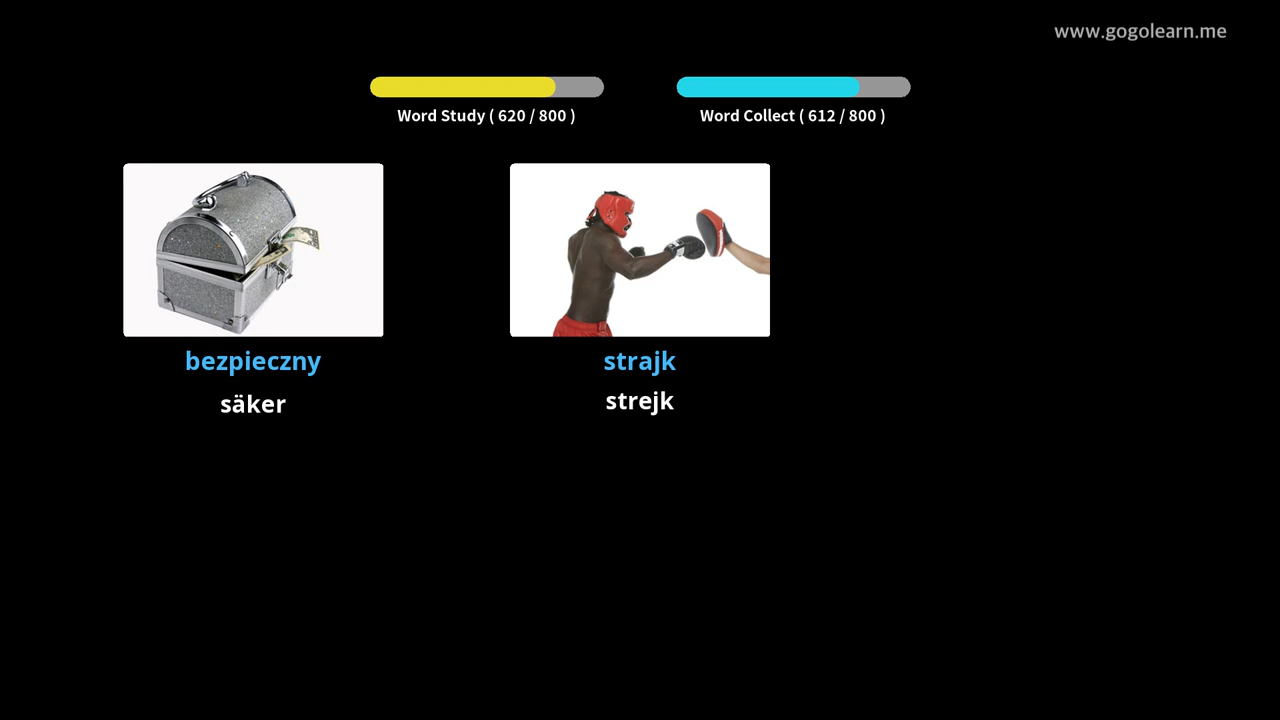 www.gogolearn.me
Word Study ( 620 / 800 )
Word Collect ( 612 / 800 )
bezpieczny
säker
strajk
strejk